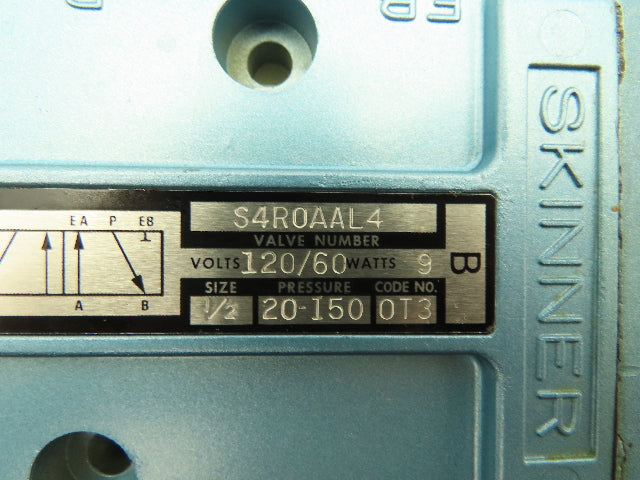 SKINNER
EA P EB
A B
S4R0AAL4
VALVE NUMBER
VOLTS 120/60 WATTS 9
B
SIZE PRESSURE CODE NO.
1/2 20-150 0T3